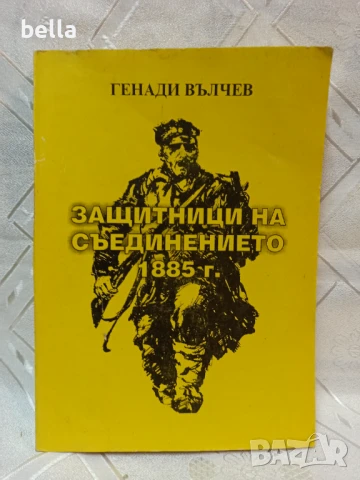 bella
ГЕНАДИ ВЪЛЧЕВ
ЗАЩИТНИЦИ НА
СЪЕДИНЕНИЕТО
1885 г.
BAZAR